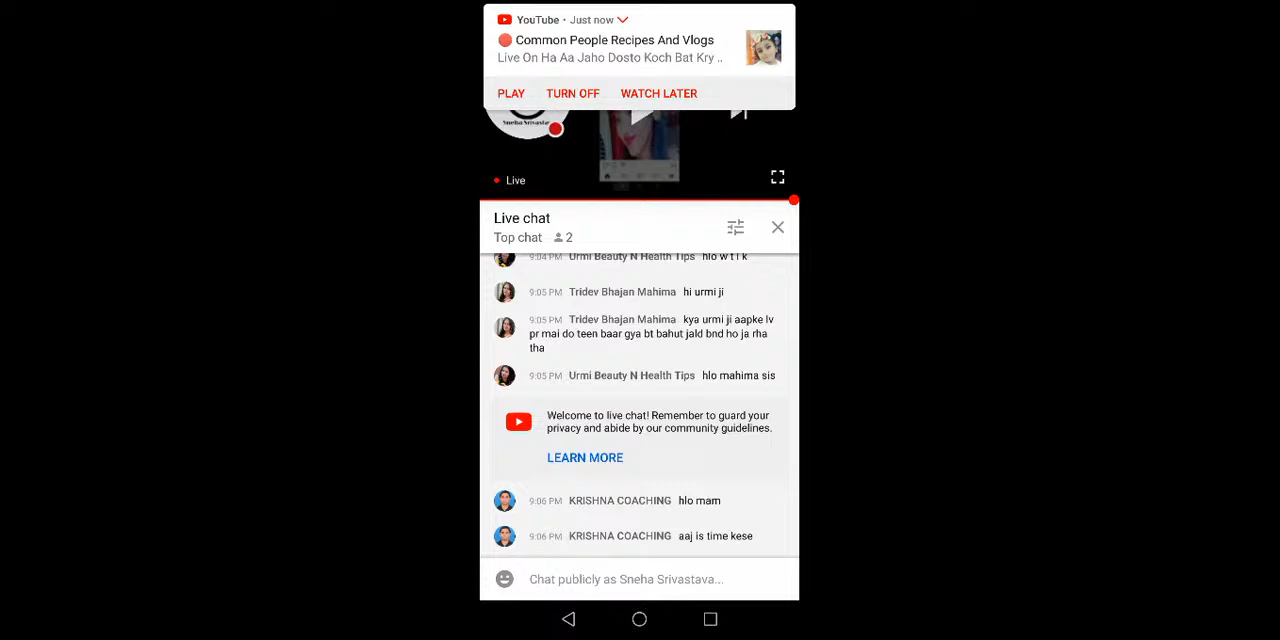 YouTube • Just now
Common People Recipes And Vlogs
Live On Ha Aa Jaho Dosto Koch Bat Kry ..
PLAY TURN OFF WATCH LATER
Sneha Srivastav
Live
Live chat
Top chat 2
9:04 PM Urmi Beauty N Health Tips hlo w t l k
9:05 PM Tridev Bhajan Mahima hi urmi ji
9:05 PM Tridev Bhajan Mahima kya urmi ji aapke lv
pr mai do teen baar gya bt bahut jald bnd ho ja rha
tha
9:05 PM Urmi Beauty N Health Tips hlo mahima sis
Welcome to live chat! Remember to guard your
privacy and abide by our community guidelines.
LEARN MORE
9:06 PM KRISHNA COACHING hlo mam
9:06 PM KRISHNA COACHING aaj is time kese
Chat publicly as Sneha Srivastava...